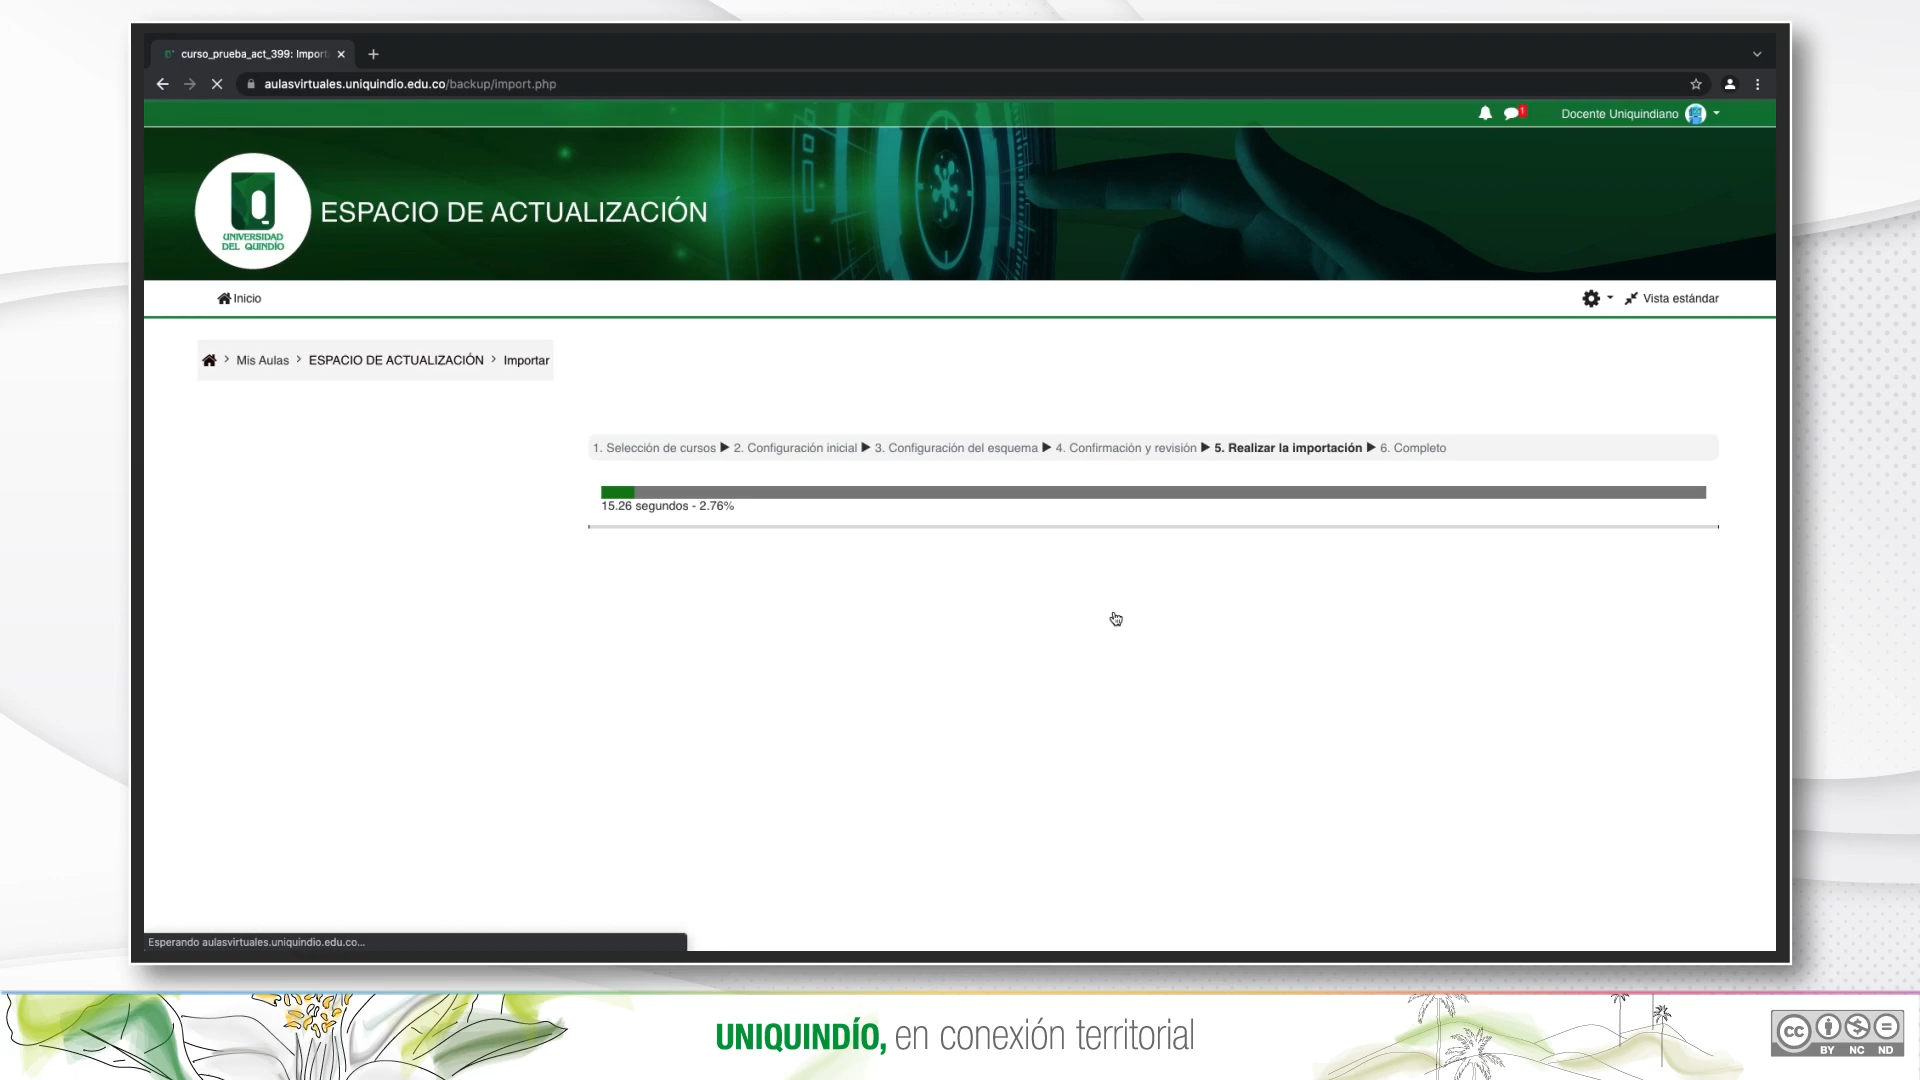 curso_prueba_act_399: Import
aulasvirtuales.uniquindio.edu.co/backup/import.php
1
Docente Uniquindiano
UNIVERSIDAD
DEL QUINDÍO
ESPACIO DE ACTUALIZACIÓN
Inicio
Vista estándar
Mis Aulas > ESPACIO DE ACTUALIZACIÓN > Importar
1. Selección de cursos ► 2. Configuración inicial ► 3. Configuración del esquema ► 4. Confirmación y revisión ► 5. Realizar la importación ► 6. Completo
15.26 segundos - 2.76%
Esperando aulasvirtuales.uniquindio.edu.co...
UNIQUINDÍO, en conexión territorial
cc
BY NC ND